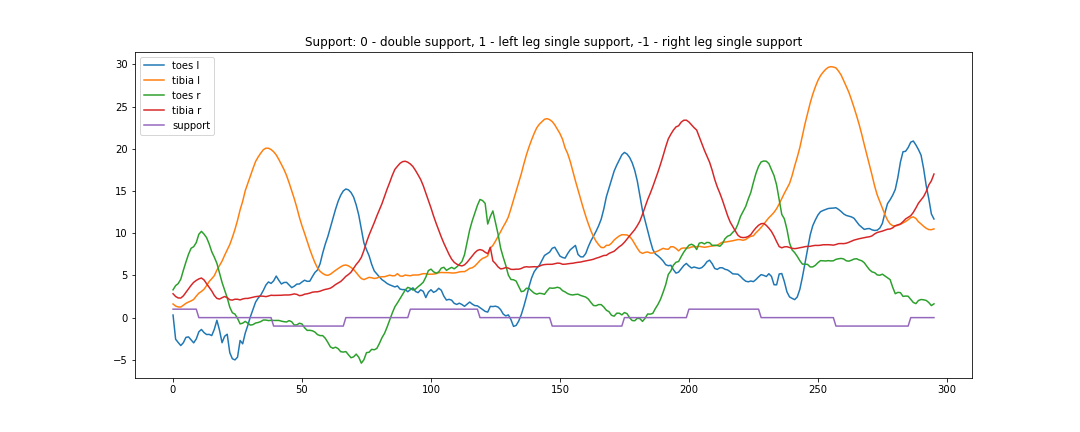 Support: 0 - double support, 1 - left leg single support, -1 - right leg single support
30
25
20
15
10
5
0
−5
toes l
tibia l
toes r
tibia r
support
0 50 100 150 200 250 300